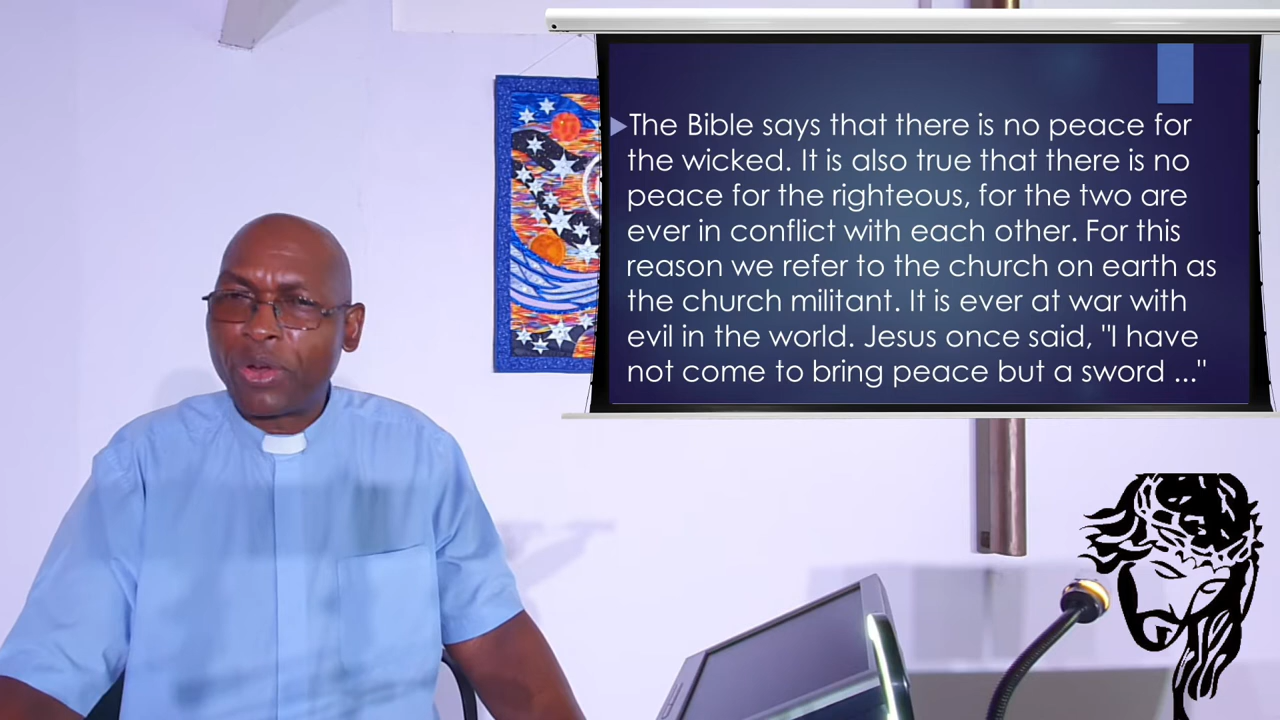 The Bible says that there is no peace for
the wicked. It is also true that there is no
peace for the righteous, for the two are
ever in conflict with each other. For this
reason we refer to the church on earth as
the church militant. It is ever at war with
evil in the world. Jesus once said, "I have
not come to bring peace but a sword ..."